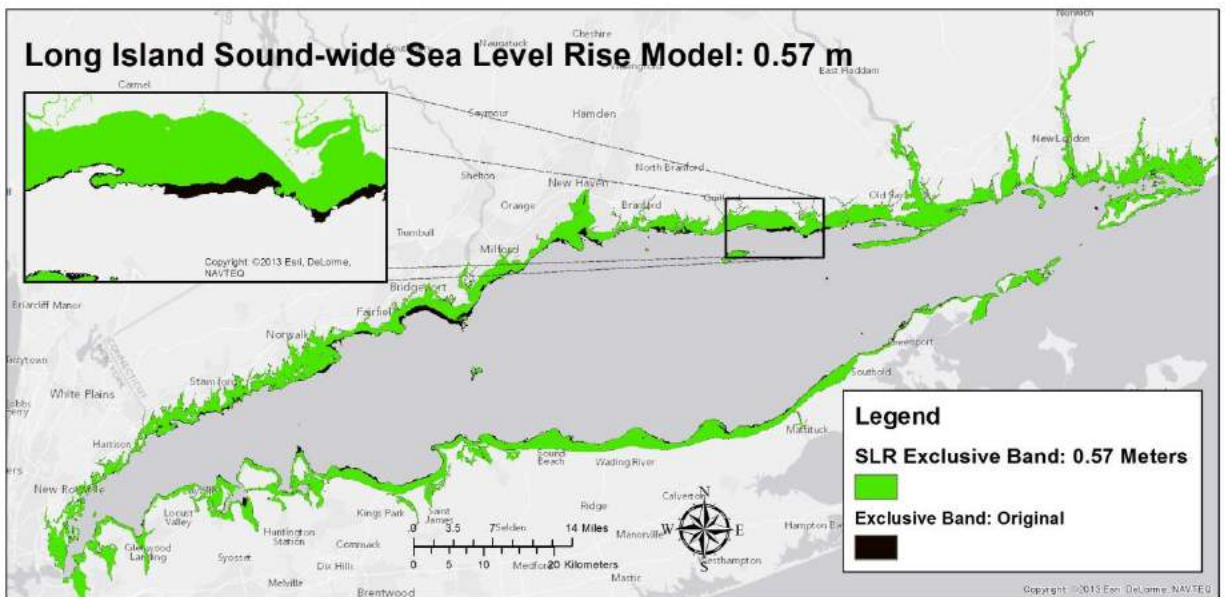 Norwich
Cheshire
Southbury
Naugatuck
Long Island Sound-wide Sea Level Rise Model: 0.57 m
East Haddam
Carmel
Seymour
Hamden
New London
North Branford
Shelton
New Haven
Orange
Branford
Guilford
Trumbull
Milford
Copyright: ©2013 Esri, DeLorme,
NAVTEQ
Bridgeport
Briarcliff Manor
Fairfield
Norwalk
CONNECTICUT
Stamford
White Plains
Greenport
Southold
Harrison
Mattituck
Sound
Beach
Wading River
New Rochelle
Locust
Valley
Kings Park
Saint
James
Ridge
Calverton
Huntington
Station
Glenwood
Landing
Syosset
Commack
Selden
Manorville
Hampton
Dix Hills
Medford
Westhampton
Melville
Mastic
Brentwood
0 3.5 7 14 Miles
0 5 10 20 Kilometers
N
W E
S
Legend
SLR Exclusive Band: 0.57 Meters
Exclusive Band: Original
Copyright: ©2013 Esri, DeLorme, NAVTEQ